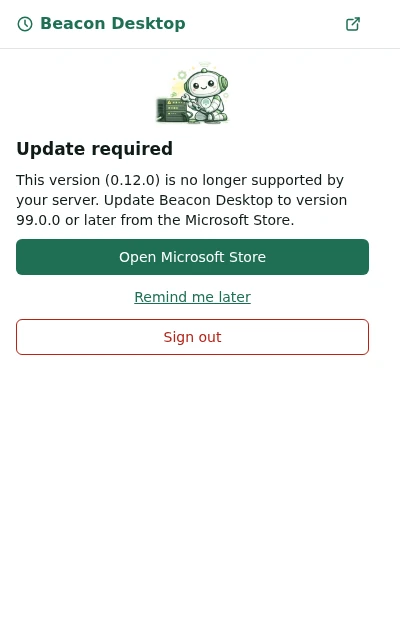 Beacon Desktop
Update required
This version (0.12.0) is no longer supported by
your server. Update Beacon Desktop to version
99.0.0 or later from the Microsoft Store.
Open Microsoft Store
Remind me later
Sign out